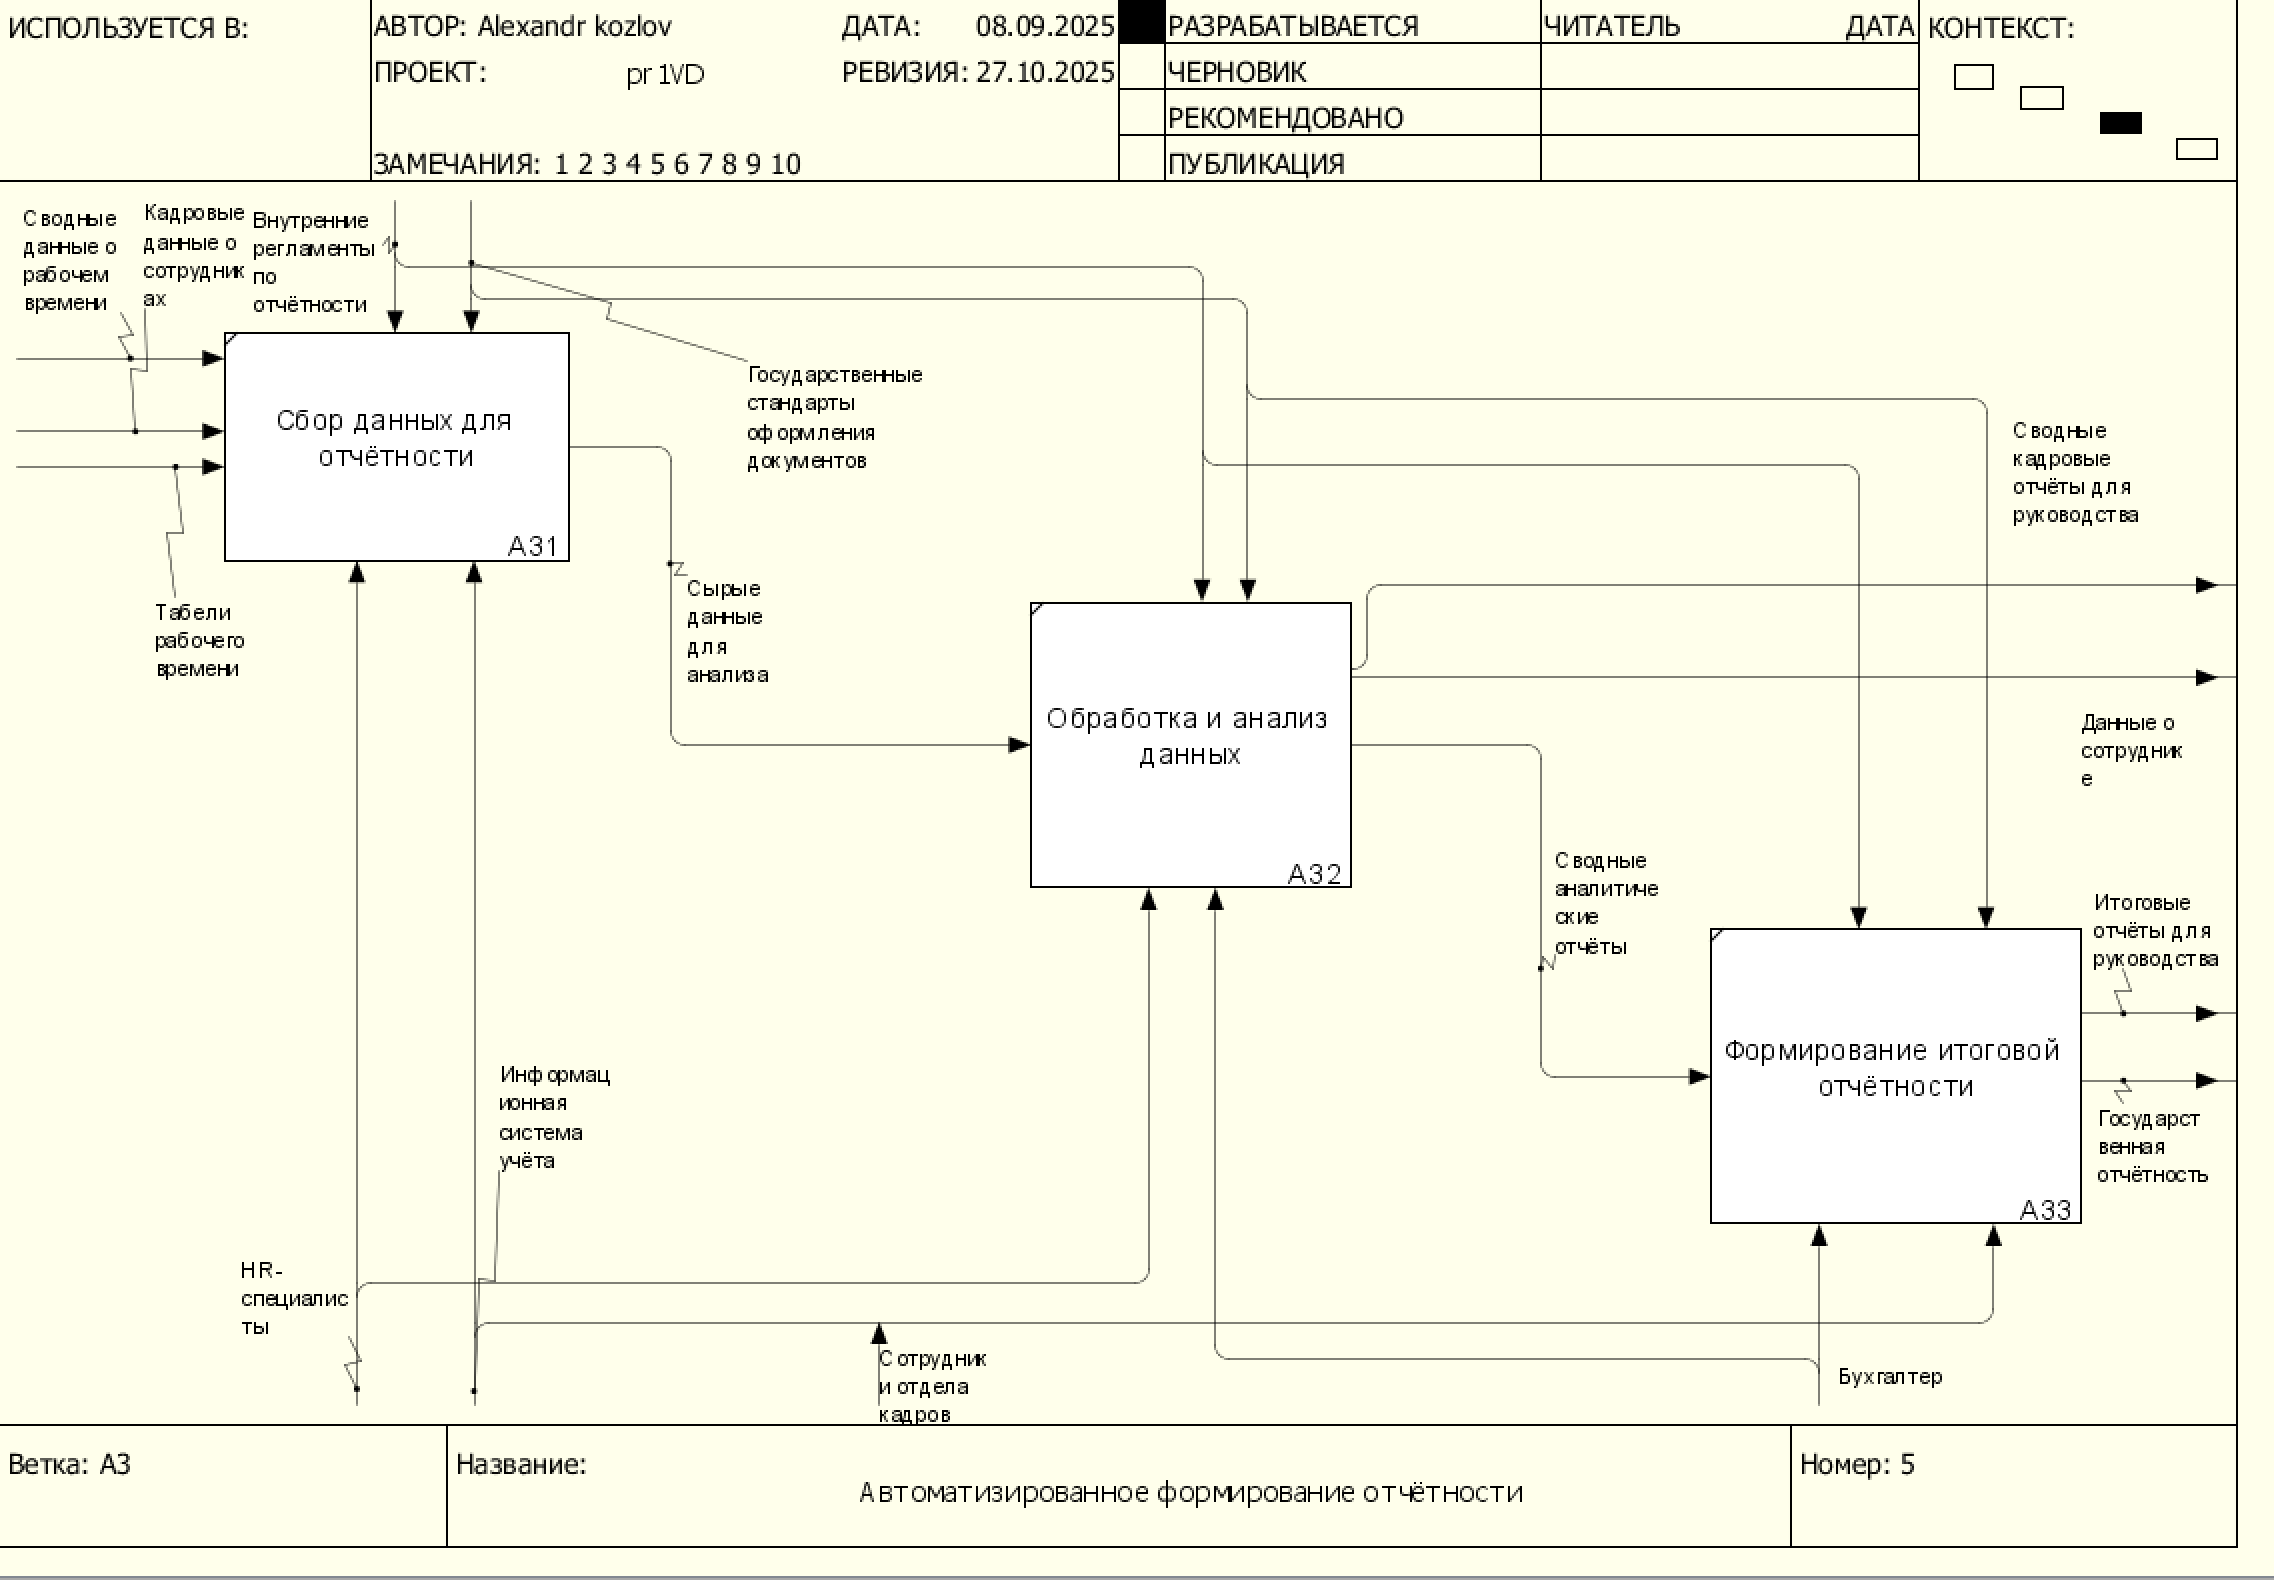 ИСПОЛЬЗУЕТСЯ В:
АВТОР: Alexandr kozlov
ДАТА: 08.09.2025
ПРОЕКТ: pr 1VD
РЕВИЗИЯ: 27.10.2025
ЗАМЕЧАНИЯ: 1 2 3 4 5 6 7 8 9 10
РАЗРАБАТЫВАЕТСЯ
ЧЕРНОВИК
РЕКОМЕНДОВАНО
ПУБЛИКАЦИЯ
ЧИТАТЕЛЬ ДАТА
КОНТЕКСТ:
Сводные
данные о
рабочем
времени
Кадровые
данные о
сотрудник
ах
Внутренние
регламенты
по
отчётности
Государственные
стандарты
оформления
документов
Сбор данных для
отчётности
A31
Табели
рабочего
времени
Сырые
данные
для
анализа
Сводные
кадровые
отчёты для
руководства
Обработка и анализ
данных
A32
Данные о
сотрудник
е
Сводные
аналитиче
ские
отчёты
Итоговые
отчёты для
руководства
Формирование итоговой
отчётности
A33
Государст
венная
отчётность
Информац
ионная
система
учёта
HR-
специалис
ты
Сотрудник
и отдела
кадров
Бухгалтер
Ветка: A3
Название:
Автоматизированное формирование отчётности
Номер: 5